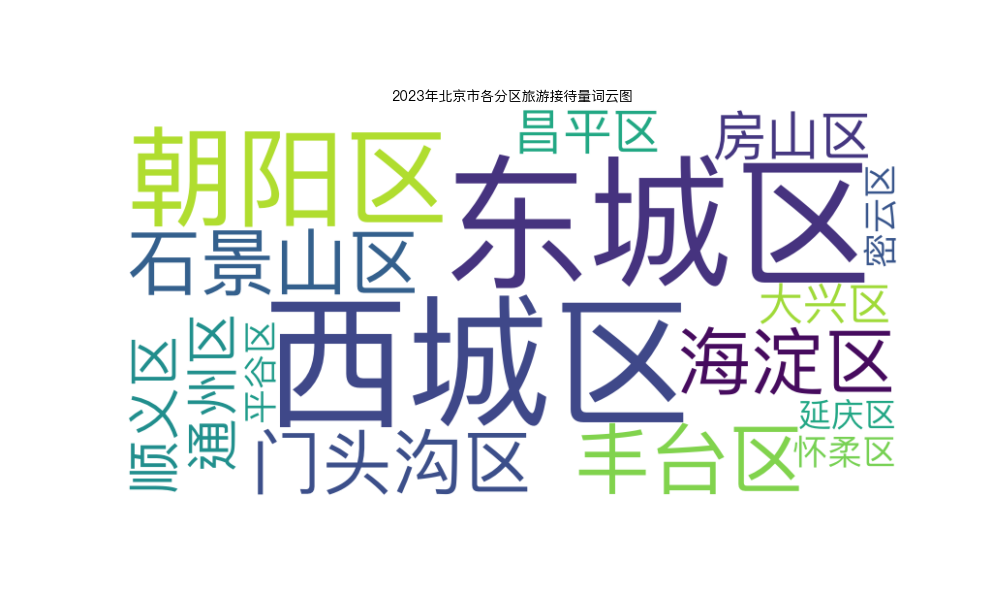 2023年北京市各分区旅游接待量词云图
昌平区
房山区
朝阳区
东城区
密云区
石景山区
大兴区
西城区
海淀区
顺义区
通州区
平谷区
延庆区
门头沟区
丰台区
怀柔区